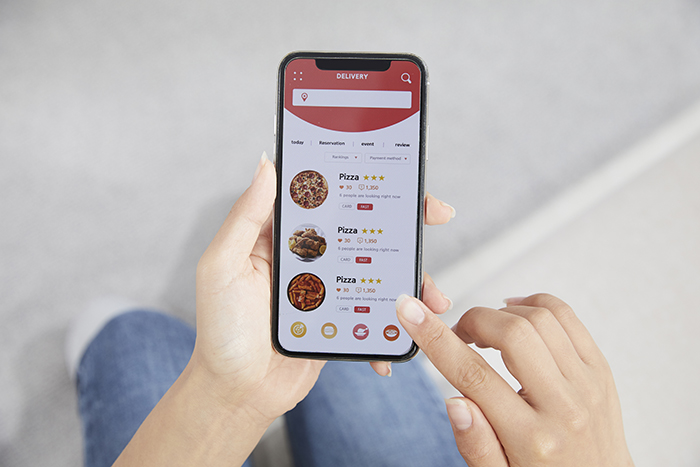 DELIVERY
today | Reservation | event | review
Rankings ▼ Payment method ▼
Pizza ★★★
30 1,350
6 people are looking right now
CARD FAST
Pizza ★★★
30 1,350
6 people are looking right now
CARD FAST
Pizza ★★★
30 1,350
6 people are looking right now
CARD FAST